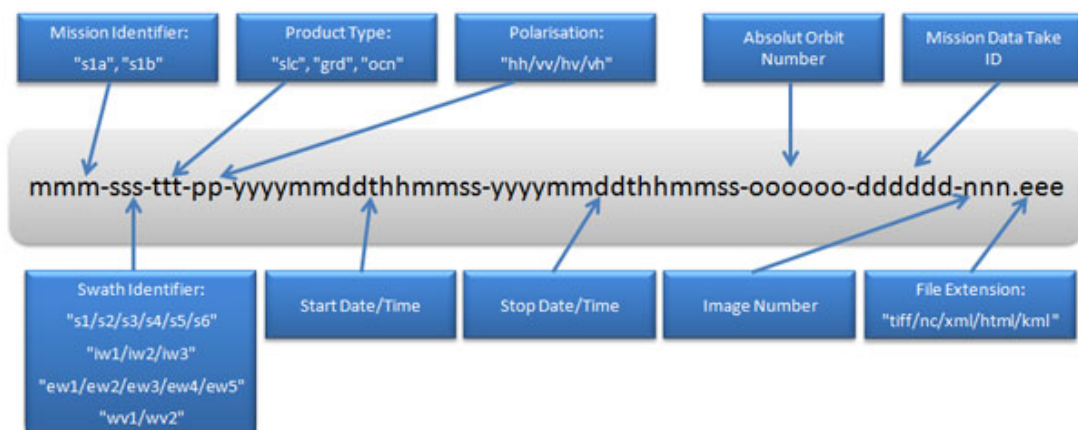 Mission Identifier:
"s1a", "s1b"
Product Type:
"slc", "grd", "ocn"
Polarisation:
"hh/vv/hv/vh"
Absolut Orbit
Number
Mission Data Take
ID
mmm-sss-ttt-pp-yyyymmddthhmmss-yyyymmddthhmmss-oooooo-dddddd-nnn.eee
Swath Identifier:
"s1/s2/s3/s4/s5/s6"
"iw1/iw2/iw3"
"ew1/ew2/ew3/ew4/ew5"
"wv1/wv2"
Start Date/Time
Stop Date/Time
Image Number
File Extension:
"tiff/nc/xml/html/kml"